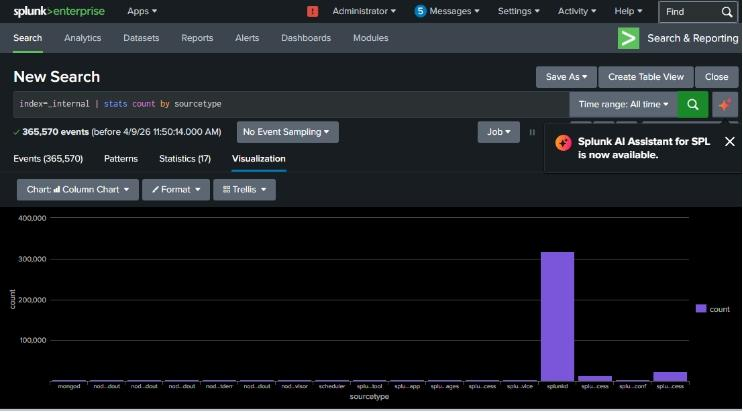 splunk>enterprise Apps ! Administrator 5 Messages Settings Activity Help Find
Search Analytics Datasets Reports Alerts Dashboards Modules > Search & Reporting
New Search Save As Create Table View Close
index=_internal | stats count by sourcetype Time range: All time
365,570 events (before 4/9/26 11:50:14.000 AM) No Event Sampling Job
Splunk AI Assistant for SPL
is now available.
Events (365,570) Patterns Statistics (17) Visualization
Chart: Column Chart Format Trellis
400,000
300,000
200,000
100,000
count
count
mongod nod...dout nod...dout nod...dout nod...tderr nod...dout nod...visor scheduler splu...tool splu...app splu...ages splu...cess splu...vice splunkd splu...cess splu...conf splu...cess
sourcetype